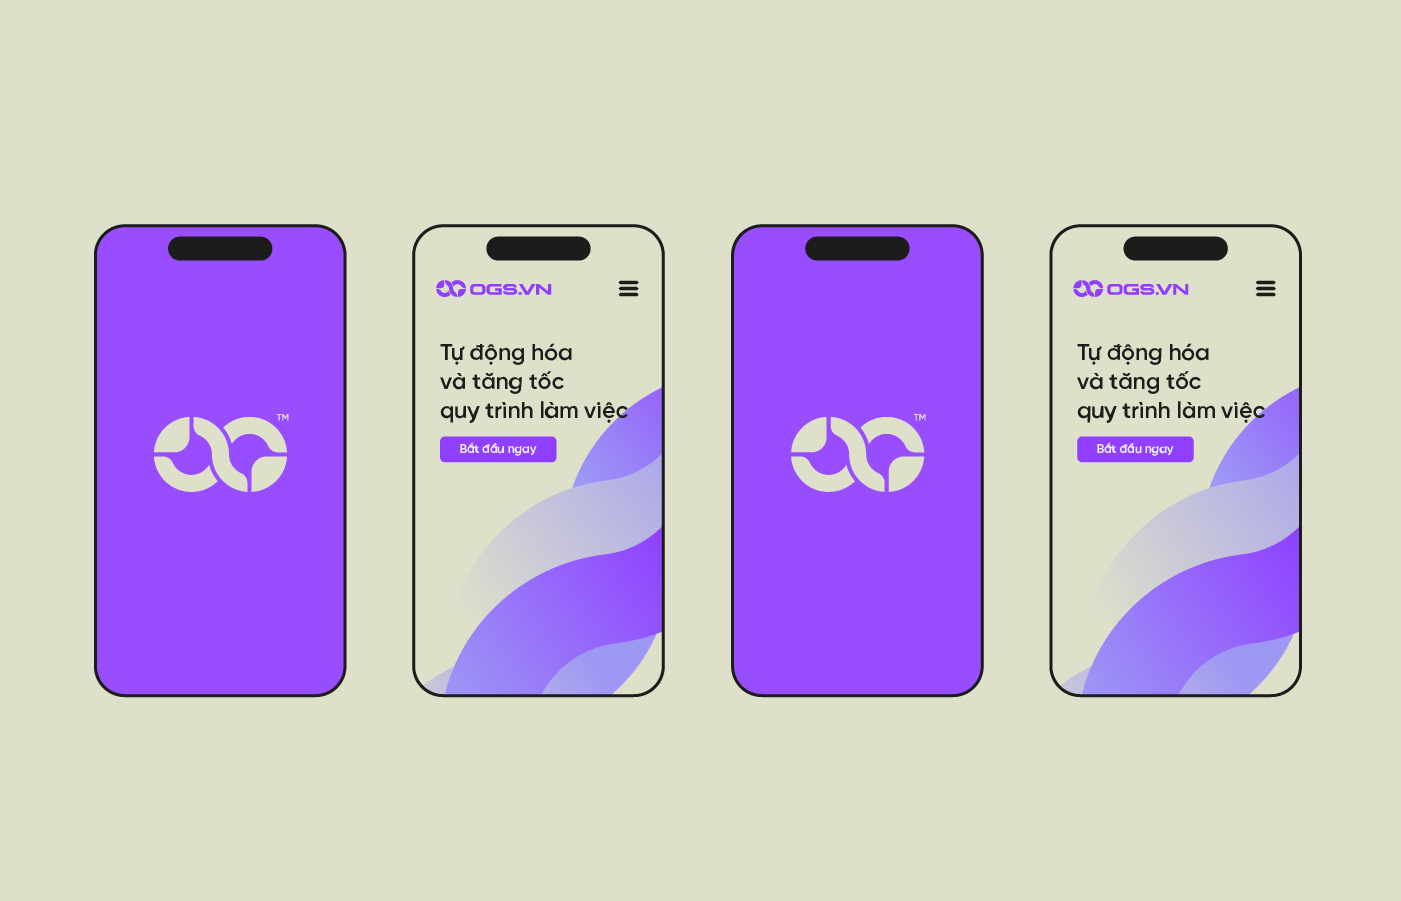 TM
OGS.VN
Tự động hóa
và tăng tốc
quy trình làm việc
Bắt đầu ngay
TM
OGS.VN
Tự động hóa
và tăng tốc
quy trình làm việc
Bắt đầu ngay